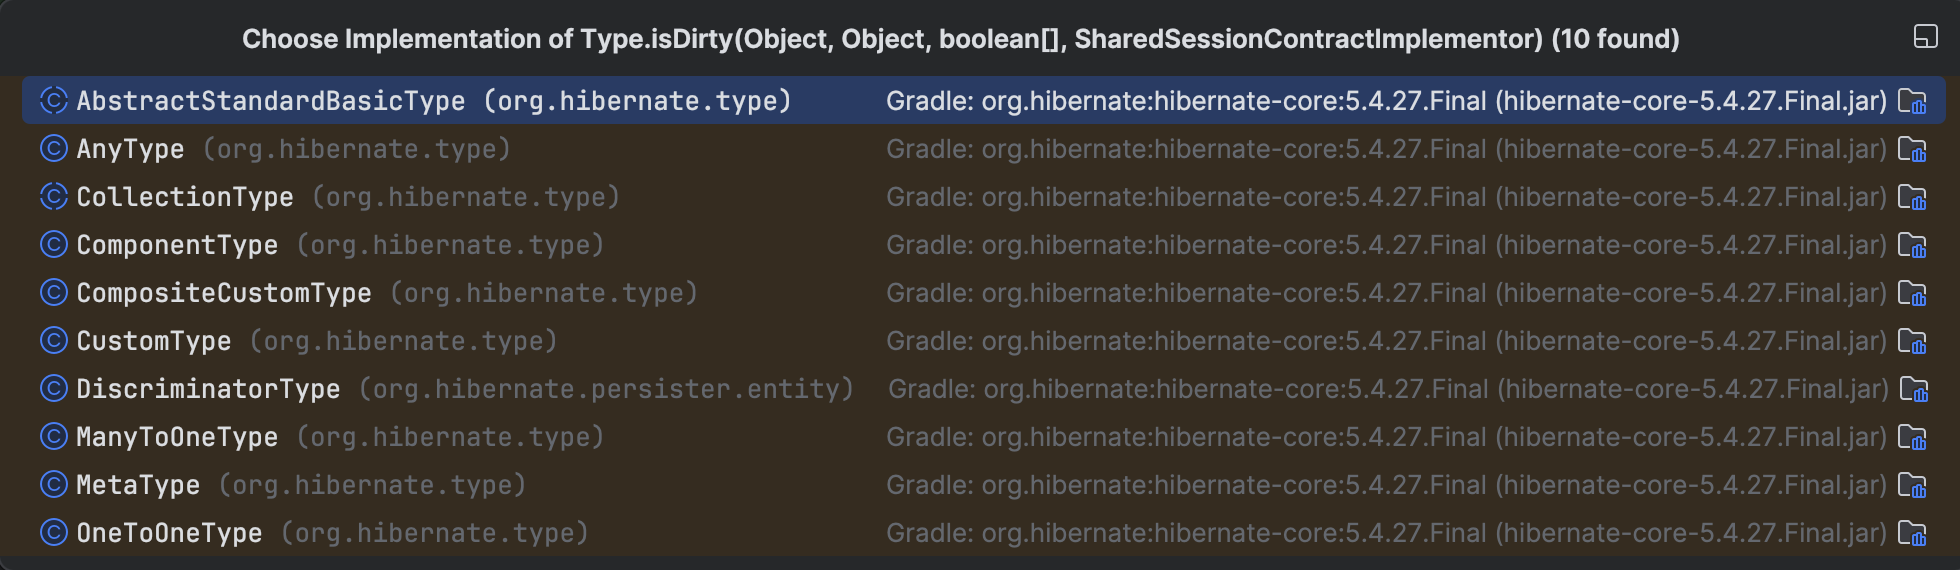 Choose Implementation of Type.isDirty(Object, Object, boolean[], SharedSessionContractImplementor) (10 found)
AbstractStandardBasicType (org.hibernate.type) Gradle: org.hibernate:hibernate-core:5.4.27.Final (hibernate-core-5.4.27.Final.jar)
AnyType (org.hibernate.type) Gradle: org.hibernate:hibernate-core:5.4.27.Final (hibernate-core-5.4.27.Final.jar)
CollectionType (org.hibernate.type) Gradle: org.hibernate:hibernate-core:5.4.27.Final (hibernate-core-5.4.27.Final.jar)
ComponentType (org.hibernate.type) Gradle: org.hibernate:hibernate-core:5.4.27.Final (hibernate-core-5.4.27.Final.jar)
CompositeCustomType (org.hibernate.type) Gradle: org.hibernate:hibernate-core:5.4.27.Final (hibernate-core-5.4.27.Final.jar)
CustomType (org.hibernate.type) Gradle: org.hibernate:hibernate-core:5.4.27.Final (hibernate-core-5.4.27.Final.jar)
DiscriminatorType (org.hibernate.persister.entity) Gradle: org.hibernate:hibernate-core:5.4.27.Final (hibernate-core-5.4.27.Final.jar)
ManyToOneType (org.hibernate.type) Gradle: org.hibernate:hibernate-core:5.4.27.Final (hibernate-core-5.4.27.Final.jar)
MetaType (org.hibernate.type) Gradle: org.hibernate:hibernate-core:5.4.27.Final (hibernate-core-5.4.27.Final.jar)
OneToOneType (org.hibernate.type) Gradle: org.hibernate:hibernate-core:5.4.27.Final (hibernate-core-5.4.27.Final.jar)